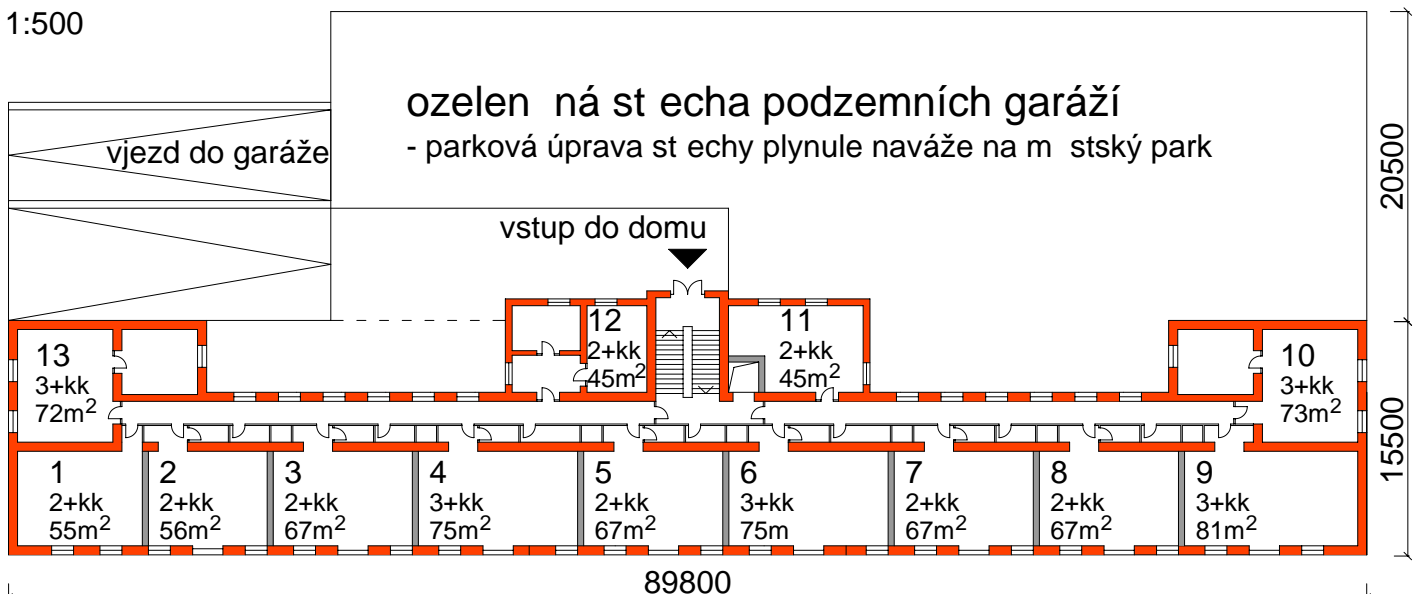 1:500
ozelen ná st echa podzemních garáží
- parková úprava st echy plynule naváže na m stský park
vjezd do garáže
vstup do domu
20500
12
2+kk
45m²
11
2+kk
45m²
13
3+kk
72m²
10
3+kk
73m²
15500
1
2+kk
55m²
2
2+kk
56m²
3
2+kk
67m²
4
3+kk
75m²
5
2+kk
67m²
6
3+kk
75m
7
2+kk
67m²
8
2+kk
67m²
9
3+kk
81m²
89800